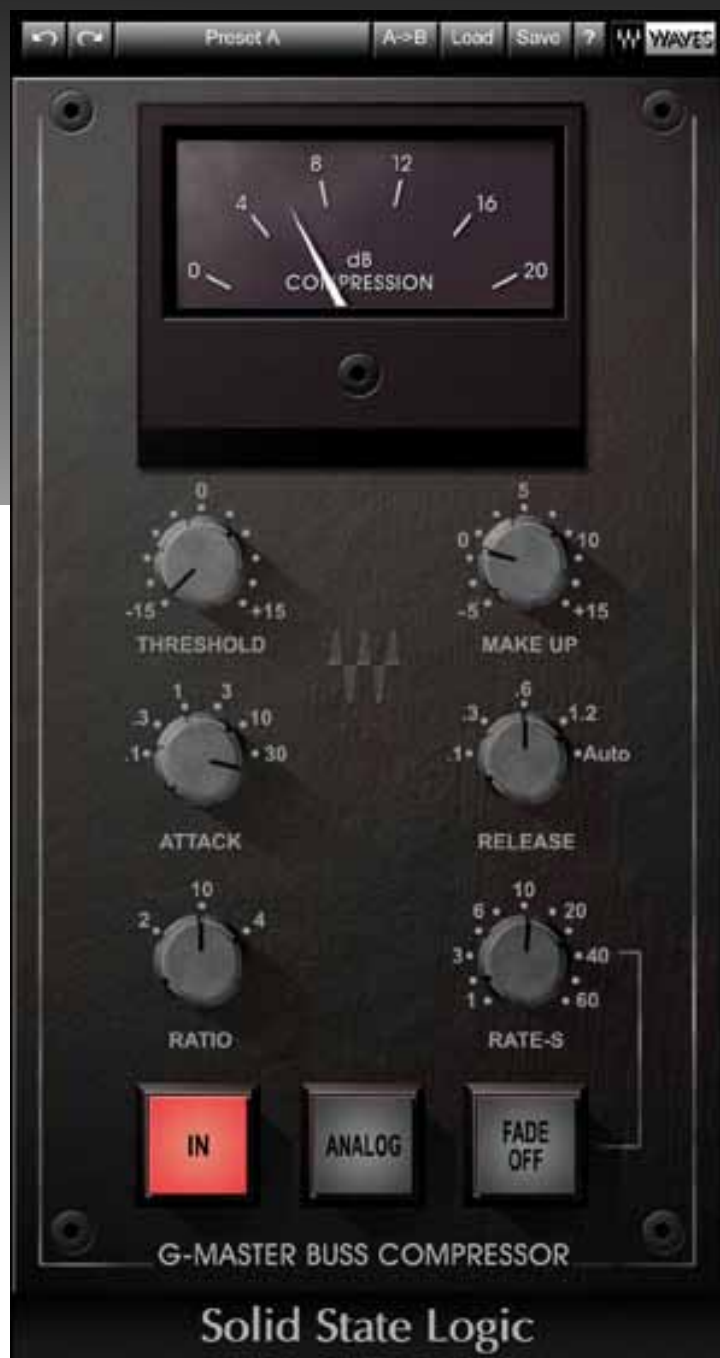 Preset A A->B Load Save ? WAVES
8 12
4 16
0 20
dB
COMPRESSION
0
-15 +15
THRESHOLD
5
0 10
-5 +15
MAKE UP
1 3
.3 10
.1 30
ATTACK
.6
.3 1.2
.1 Auto
RELEASE
10
2 4
RATIO
10
6 20
3 40
1 60
RATE-S
IN
ANALOG
FADE
OFF
G-MASTER BUSS COMPRESSOR
Solid State Logic